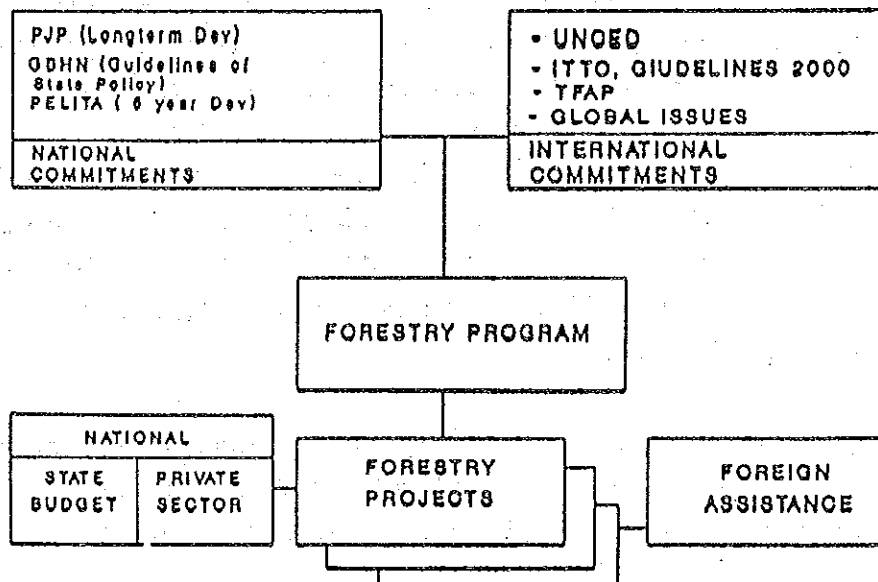 PJP (Longterm Dev)
GBHN (Guidelines of
State Policy)
PELITA ( 5 year Dev)
NATIONAL
COMMITMENTS
- UNCED
- ITTO, GIUDELINES 2000
- TFAP
- GLOBAL ISSUES
INTERNATIONAL
COMMITMENTS
FORESTRY PROGRAM
NATIONAL
STATE
BUDGET
PRIVATE
SECTOR
FORESTRY
PROJECTS
FOREIGN
ASSISTANCE